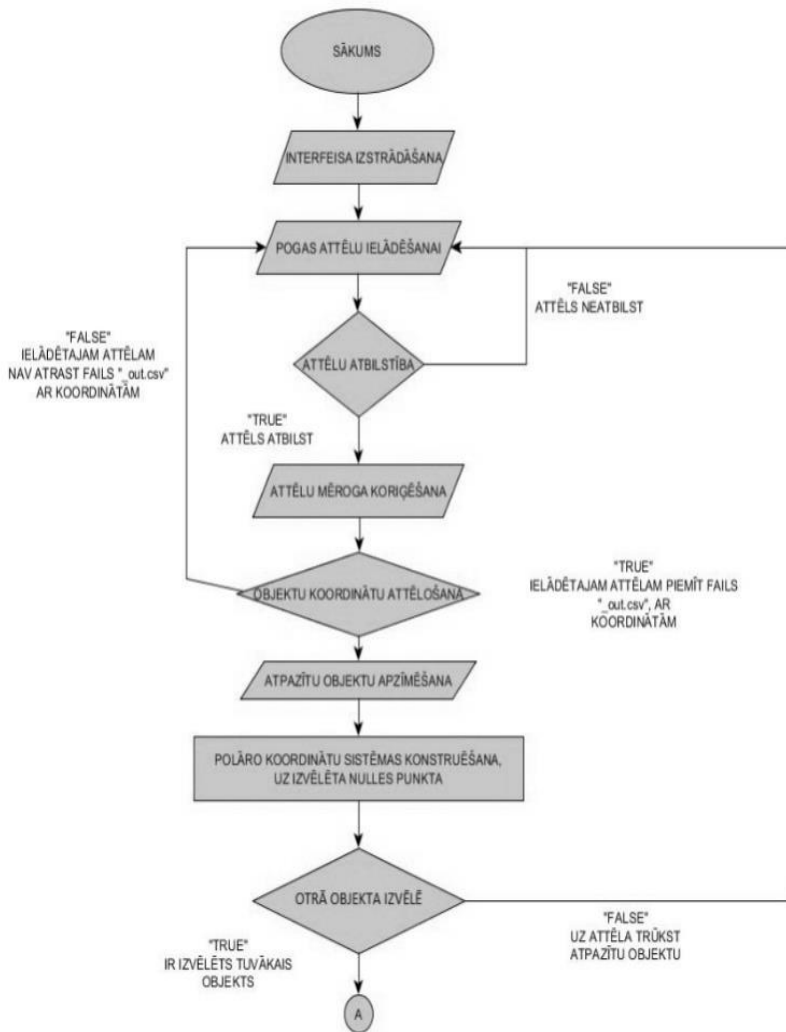 SĀKUMS
INTERFEISA IZSTRĀDĀŠANA
POGAS ATTĒLU IELĀDĒŠANAI
"FALSE"
ATTĒLS NEATBILST
"FALSE"
IELĀDĒTAJAM ATTĒLAM
NAV ATRAST FAILS "_out.csv"
AR KOORDINĀTĀM
ATTĒLU ATBILSTĪBA
"TRUE"
ATTĒLS ATBILST
ATTĒLU MĒROGA KORIĢĒŠANA
OBJEKTU KOORDINĀTU ATTĒLOŠANA
"TRUE"
IELĀDĒTAJAM ATTĒLAM PIEMĪT FAILS
"_out.csv", AR
KOORDINĀTĀM
ATPAZĪTU OBJEKTU APZĪMĒŠANA
POLĀRO KOORDINĀTU SISTĒMAS KONSTRUĒŠANA,
UZ IZVĒLĒTA NULLES PUNKTA
OTRĀ OBJEKTA IZVĒLĒ
"FALSE"
UZ ATTĒLA TRŪKST
ATPAZĪTU OBJEKTU
"TRUE"
IR IZVĒLĒTS TUVĀKAIS
OBJEKTS
A